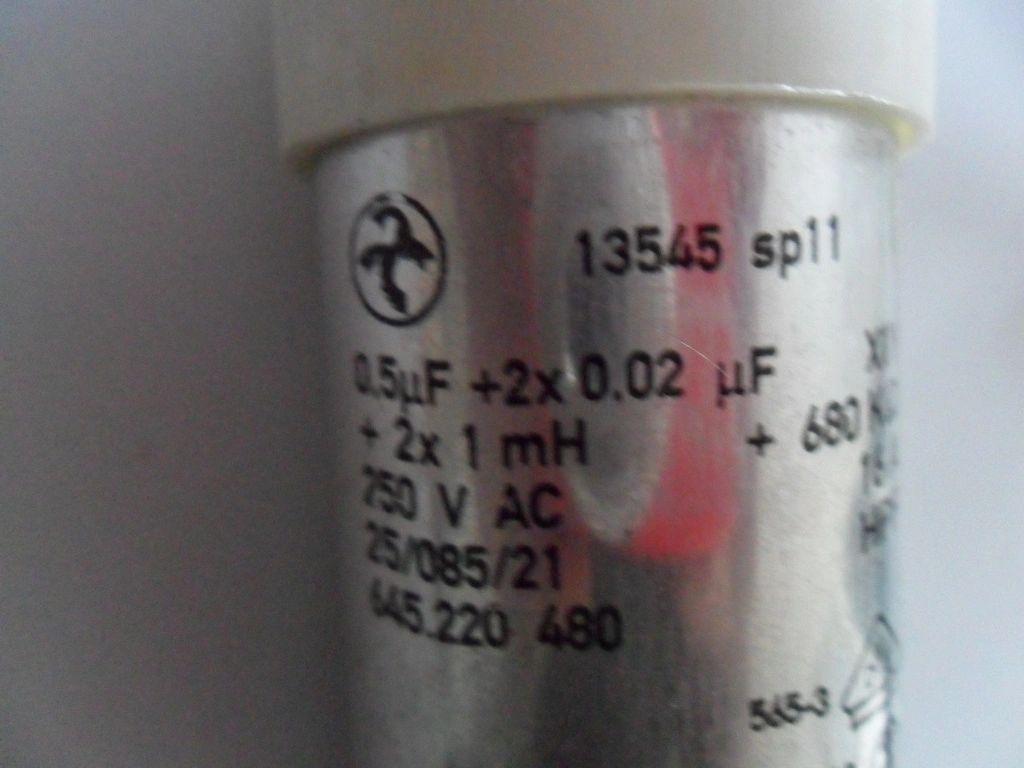 13545 sp11
0.5µF +2x 0.02 µF
+ 2x 1 mH + 680
250 V AC
25/085/21
645.220 480
565-3